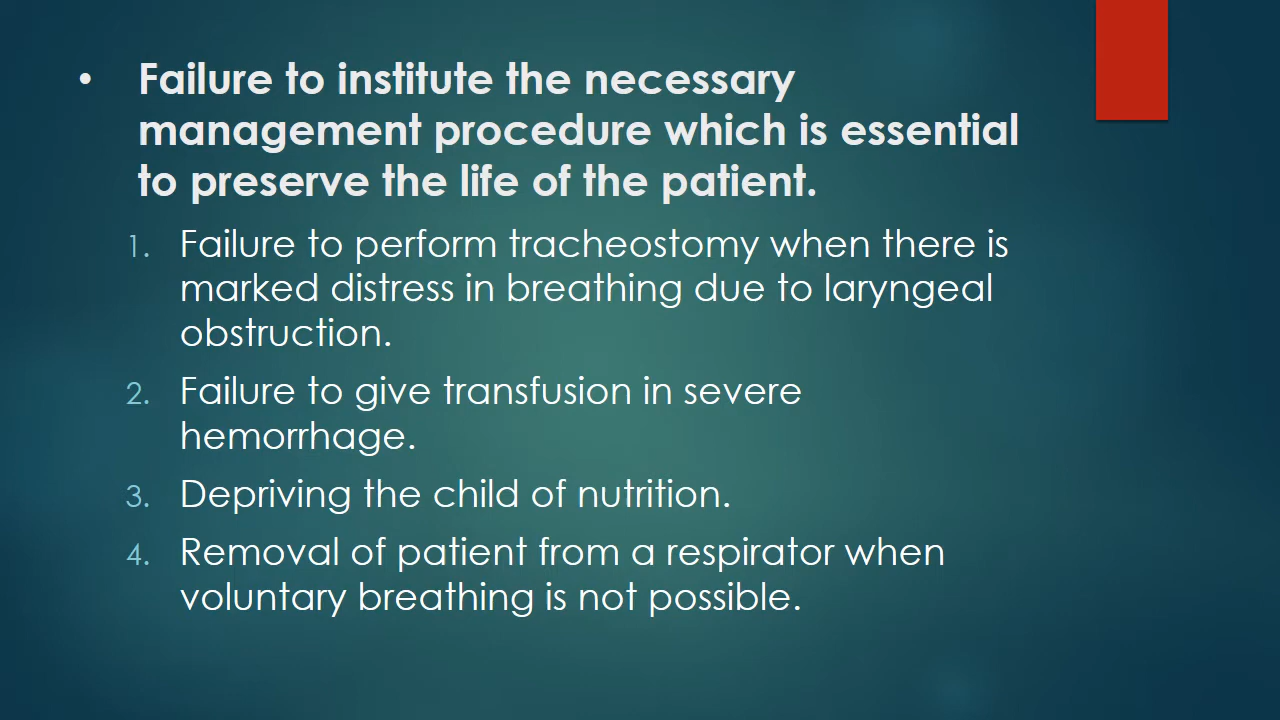 • Failure to institute the necessary
management procedure which is essential
to preserve the life of the patient.
1. Failure to perform tracheostomy when there is
marked distress in breathing due to laryngeal
obstruction.
2. Failure to give transfusion in severe
hemorrhage.
3. Depriving the child of nutrition.
4. Removal of patient from a respirator when
voluntary breathing is not possible.